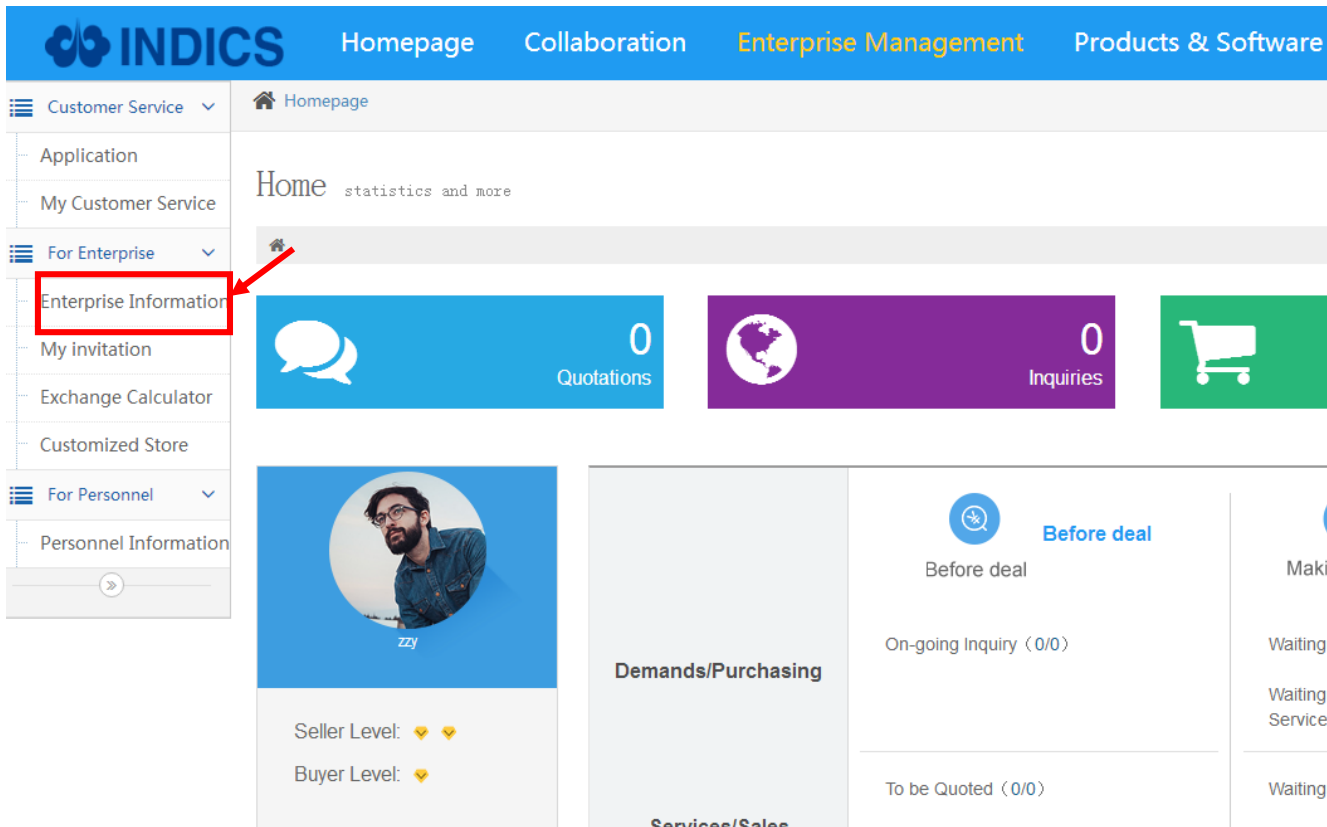 INDICS Homepage Collaboration Enterprise Management Products & Software
Customer Service
Homepage
Application
My Customer Service
Home statistics and more
For Enterprise
Enterprise Information
My invitation
Exchange Calculator
Customized Store
For Personnel
Personnel Information
0
Quotations
0
Inquiries
zzy
Seller Level:
Buyer Level:
Demands/Purchasing
Before deal
Before deal
On-going Inquiry（0/0）
Maki
Waiting
Waiting
Service
Services/Sales
To be Quoted（0/0）
Waiting